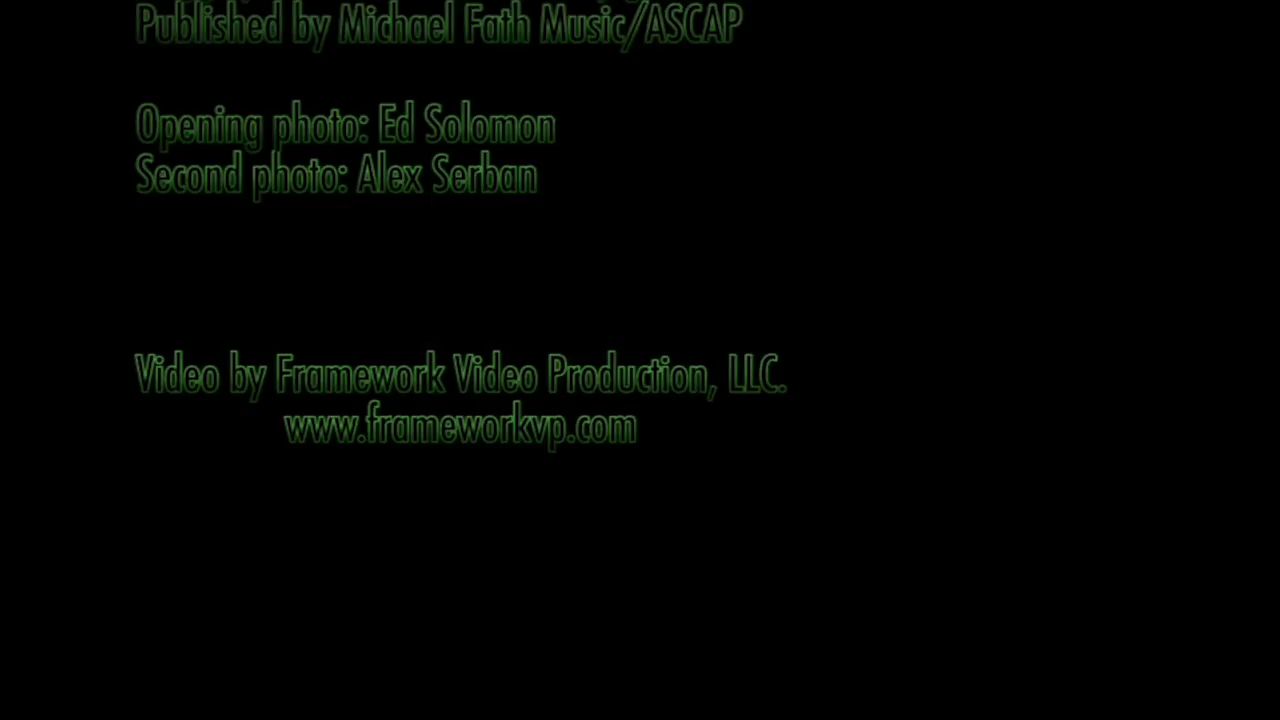 Published by Michael Fath Music/ASCAP
Opening photo: Ed Solomon
Second photo: Alex Serban
Video by Framework Video Production, LLC.
www.frameworkvp.com